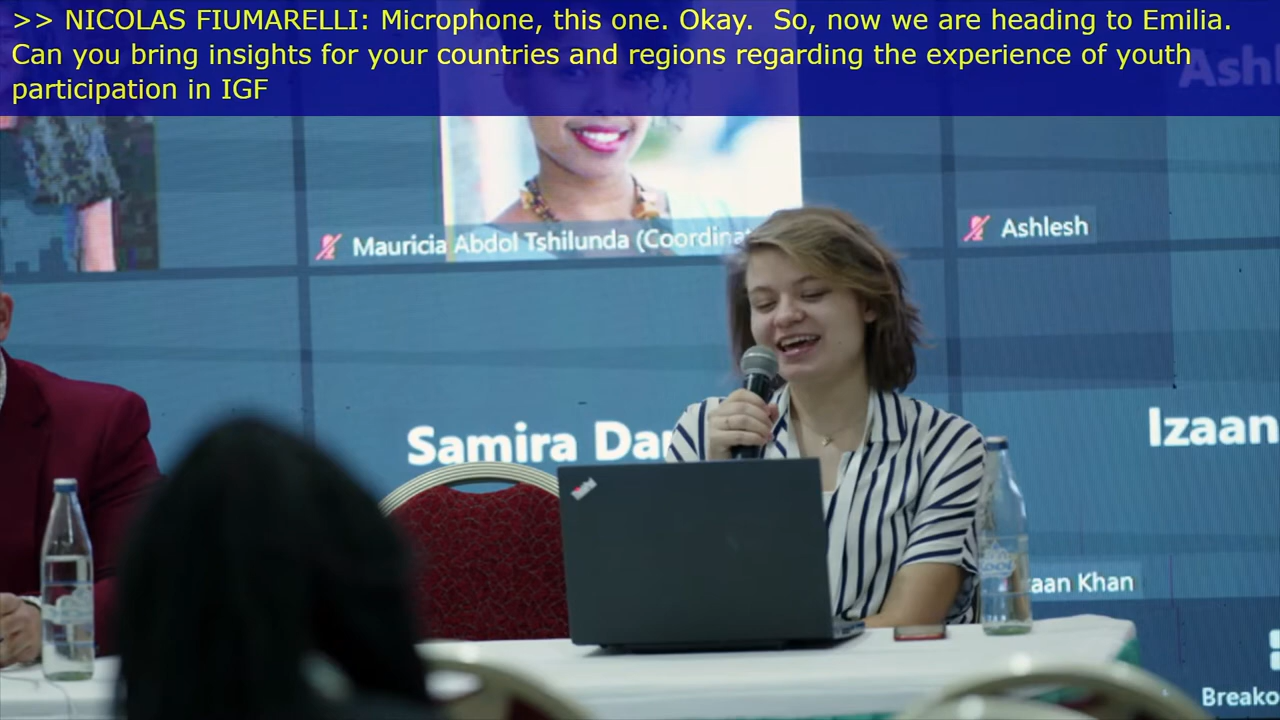 >> NICOLAS FIUMARELLI: Microphone, this one. Okay.  So, now we are heading to Emilia.
Can you bring insights for your countries and regions regarding the experience of youth
participation in IGF
Mauricia Abdol Tshilunda (Coordinat
Ashlesh
Samira Dar
Izaan
zaan Khan
Breako